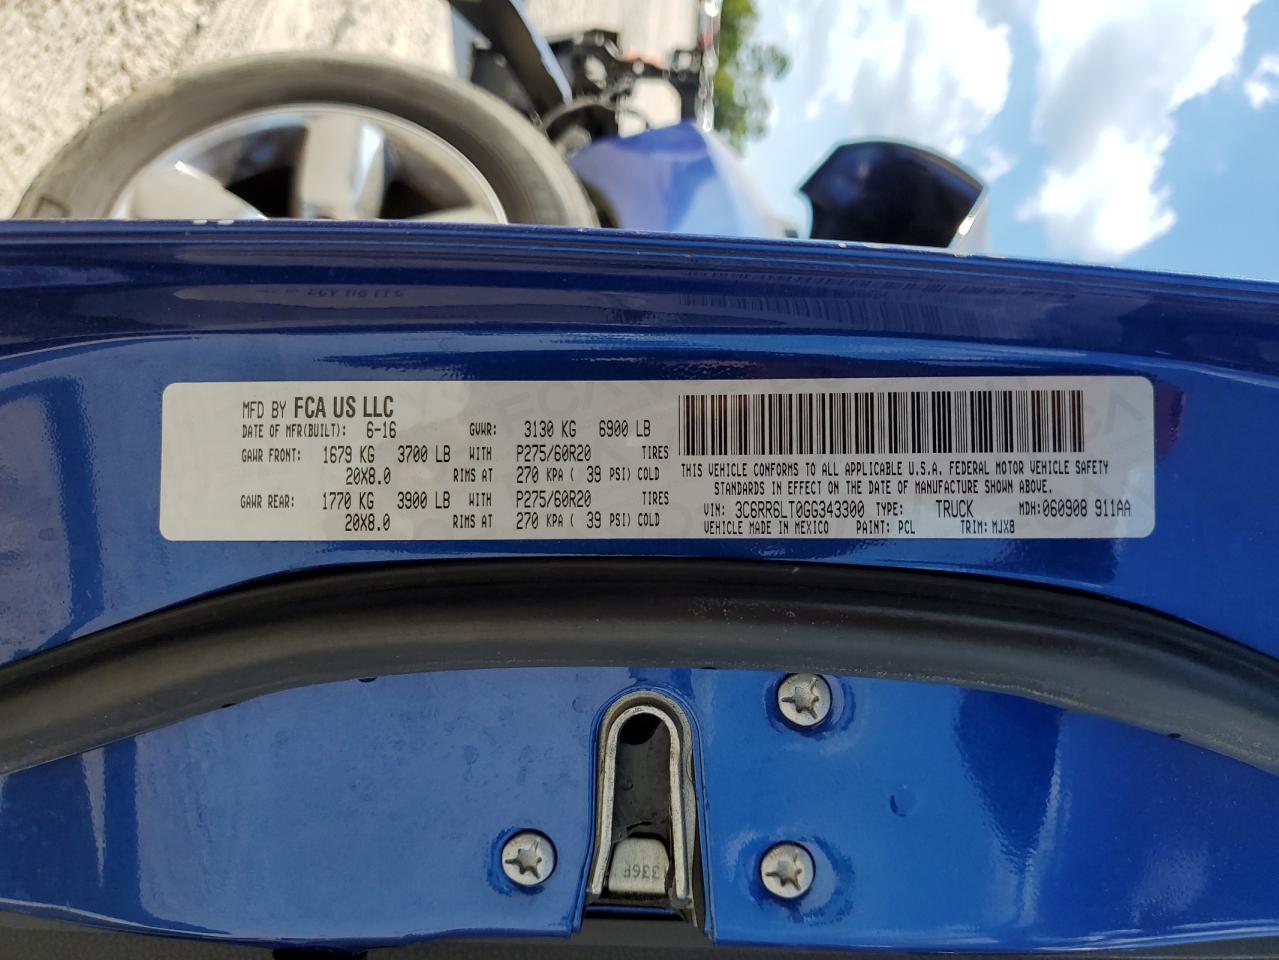 MFD BY FCA US LLC
DATE OF MFR(BUILT): 6-16 GVWR: 3130 KG 6900 LB
GAWR FRONT: 1679 KG 3700 LB WITH P275/60R20 TIRES
20X8.0 RIMS AT 270 KPA ( 39 PSI) COLD
GAWR REAR: 1770 KG 3900 LB WITH P275/60R20 TIRES
20X8.0 RIMS AT 270 KPA ( 39 PSI) COLD
THIS VEHICLE CONFORMS TO ALL APPLICABLE U.S.A. FEDERAL MOTOR VEHICLE SAFETY
STANDARDS IN EFFECT ON THE DATE OF MANUFACTURE SHOWN ABOVE.
VIN: 3C6RR6LT0GG343300 TYPE: TRUCK MDH:060908 911AA
VEHICLE MADE IN MEXICO PAINT: PCL TRIM: MJX8